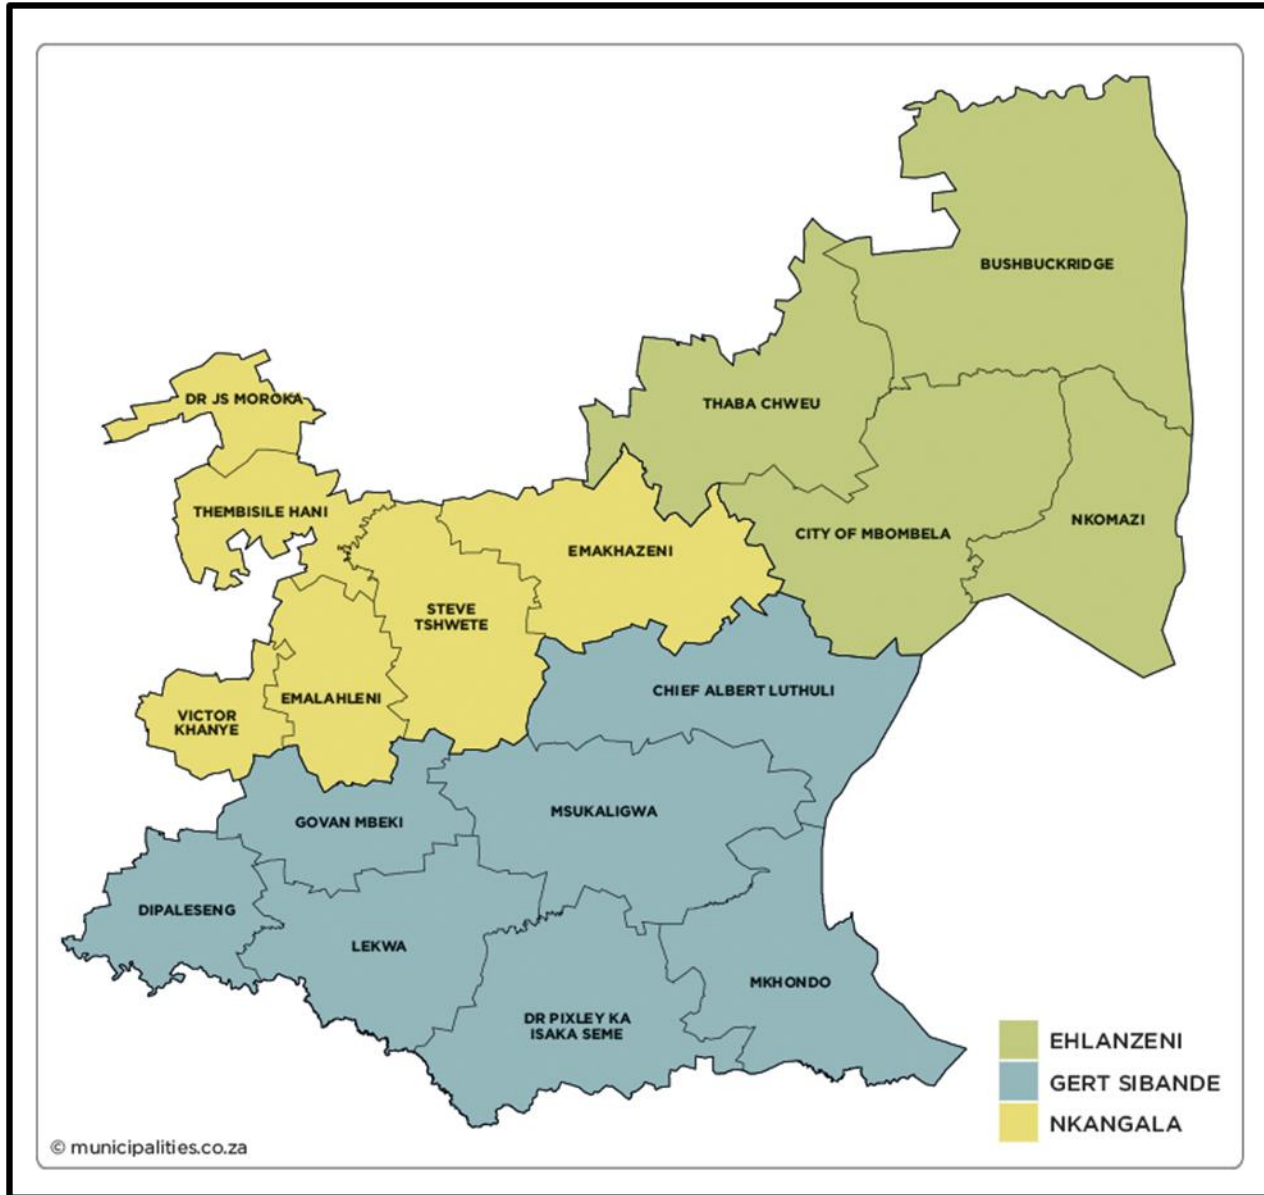 BUSHBUCKRIDGE
DR JS MOROKA
THABA CHWEU
THEMBISILE HANI
CITY OF MBOMBELA
NKOMAZI
EMAKHAZENI
STEVE
TSHWETE
EMALAHLENI
CHIEF ALBERT LUTHULI
VICTOR
KHANYE
GOVAN MBEKI
MSUKALIGWA
DIPALESENG
LEKWA
MKHONDO
DR PIXLEY KA
ISAKA SEME
EHLANZENI
GERT SIBANDE
NKANGALA
© municipalities.co.za